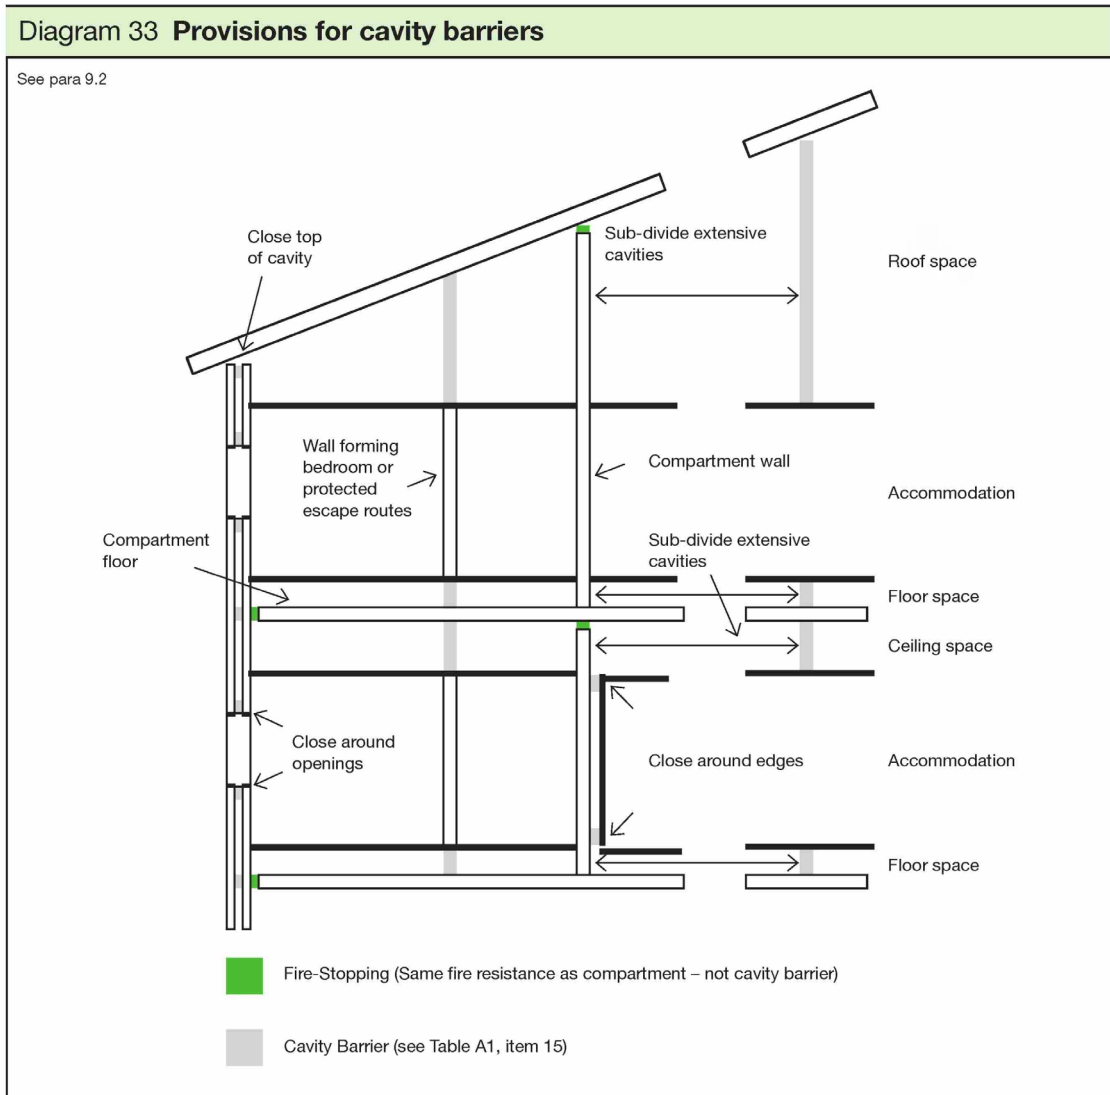 Diagram 33 Provisions for cavity barriers
See para 9.2
Close top
of cavity
Sub-divide extensive
cavities
Roof space
Wall forming
bedroom or
protected
escape routes
Compartment wall
Accommodation
Compartment
floor
Sub-divide extensive
cavities
Floor space
Ceiling space
Close around
openings
Close around edges
Accommodation
Floor space
Fire-Stopping (Same fire resistance as compartment – not cavity barrier)
Cavity Barrier (see Table A1, item 15)